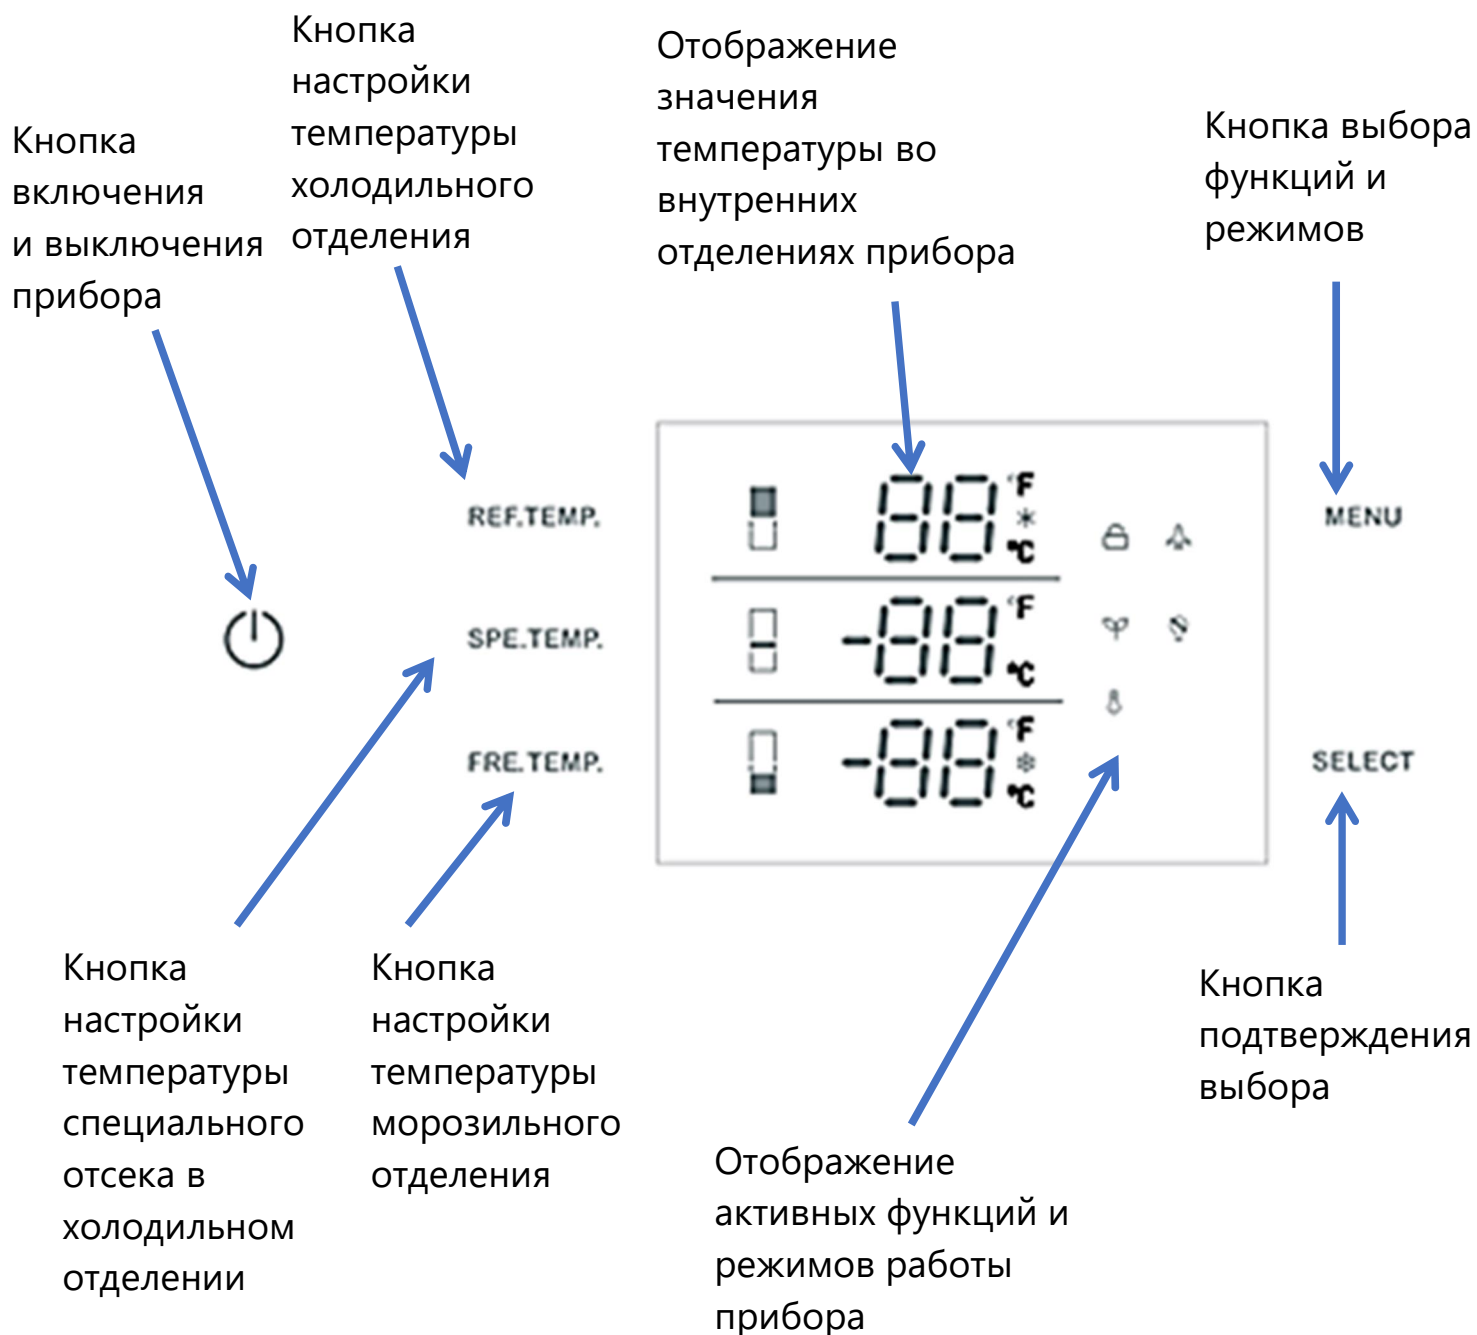 Кнопка
включения
и выключения
прибора
Кнопка
настройки
температуры
холодильного
отделения
Отображение
значения
температуры во
внутренних
отделениях прибора
Кнопка выбора
функций и
режимов
REF.TEMP.
SPE.TEMP.
FRE.TEMP.
88 °F °C
-88 °F °C
-88 °F °C
MENU
SELECT
Кнопка
настройки
температуры
специального
отсека в
холодильном
отделении
Кнопка
настройки
температуры
морозильного
отделения
Отображение
активных функций и
режимов работы
прибора
Кнопка
подтверждения
выбора